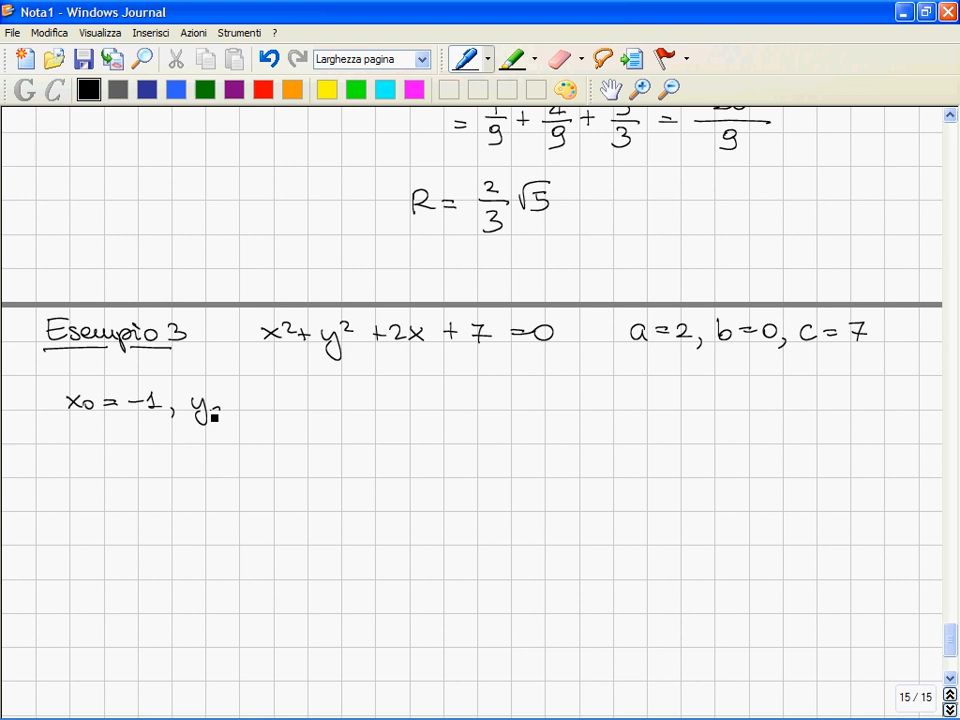 Nota1 - Windows Journal
File Modifica Visualizza Inserisci Azioni Strumenti ?
Larghezza pagina
G C
= 1/9 + 4/9 + /3 = /9
R = 2/3 √5
Esempio 3 x²+y²+2x+7=0 a=2, b=0, c=7
x₀ = -1, y
15 / 15